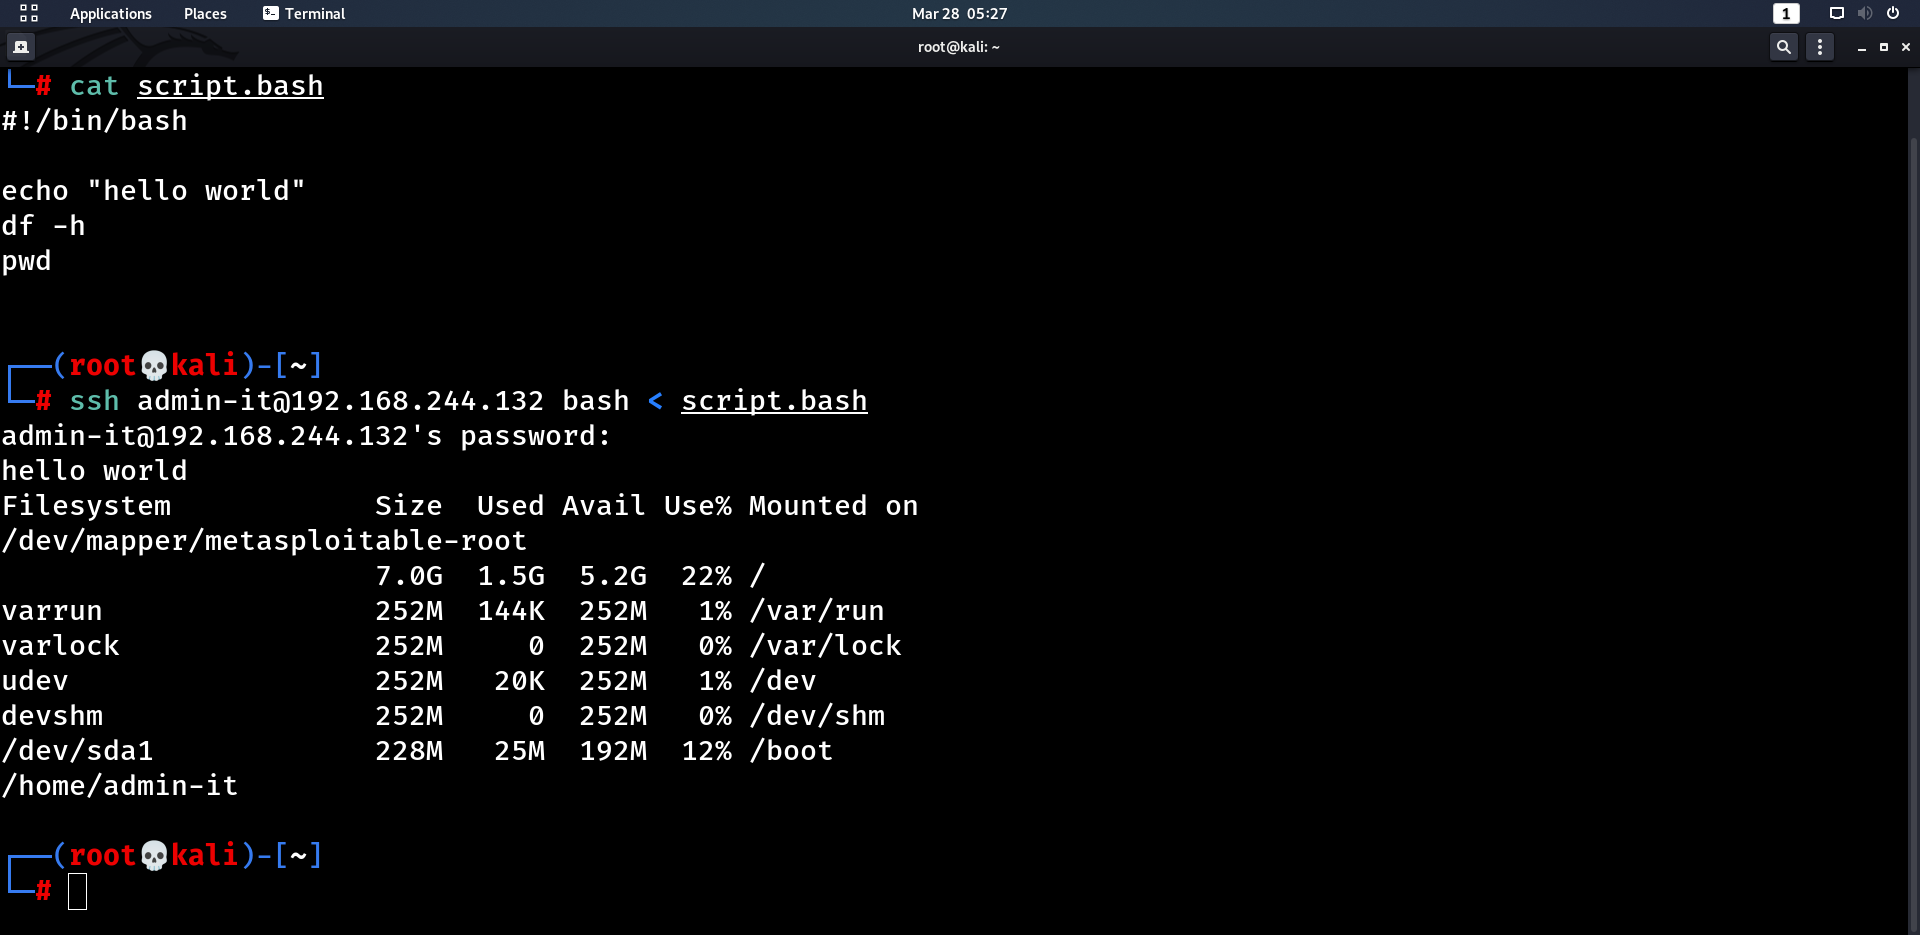 Applications Places Terminal Mar 28 05:27 1
root@kali: ~
└─# cat script.bash
#!/bin/bash
echo "hello world"
df -h
pwd
┌──(root💀kali)-[~]
└─# ssh admin-it@192.168.244.132 bash < script.bash
admin-it@192.168.244.132's password:
hello world
Filesystem            Size  Used Avail Use% Mounted on
/dev/mapper/metasploitable-root
                      7.0G  1.5G  5.2G  22% /
varrun                252M  144K  252M   1% /var/run
varlock               252M     0  252M   0% /var/lock
udev                  252M   20K  252M   1% /dev
devshm                252M     0  252M   0% /dev/shm
/dev/sda1             228M   25M  192M  12% /boot
/home/admin-it
┌──(root💀kali)-[~]
└─#